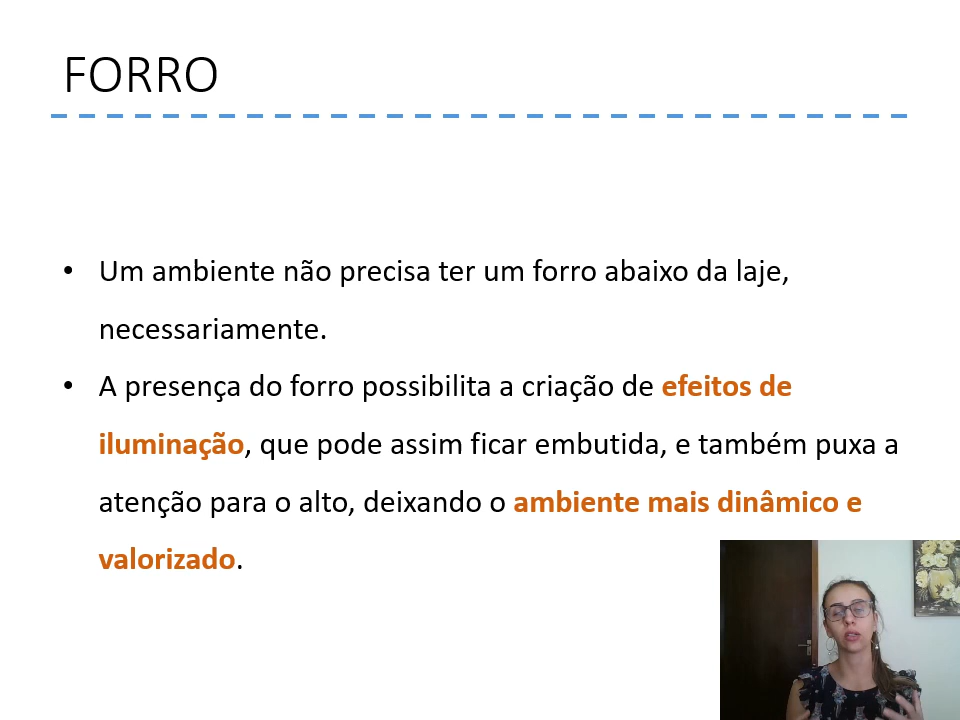 FORRO
• Um ambiente não precisa ter um forro abaixo da laje,
necessariamente.
• A presença do forro possibilita a criação de efeitos de
iluminação, que pode assim ficar embutida, e também puxa a
atenção para o alto, deixando o ambiente mais dinâmico e
valorizado.